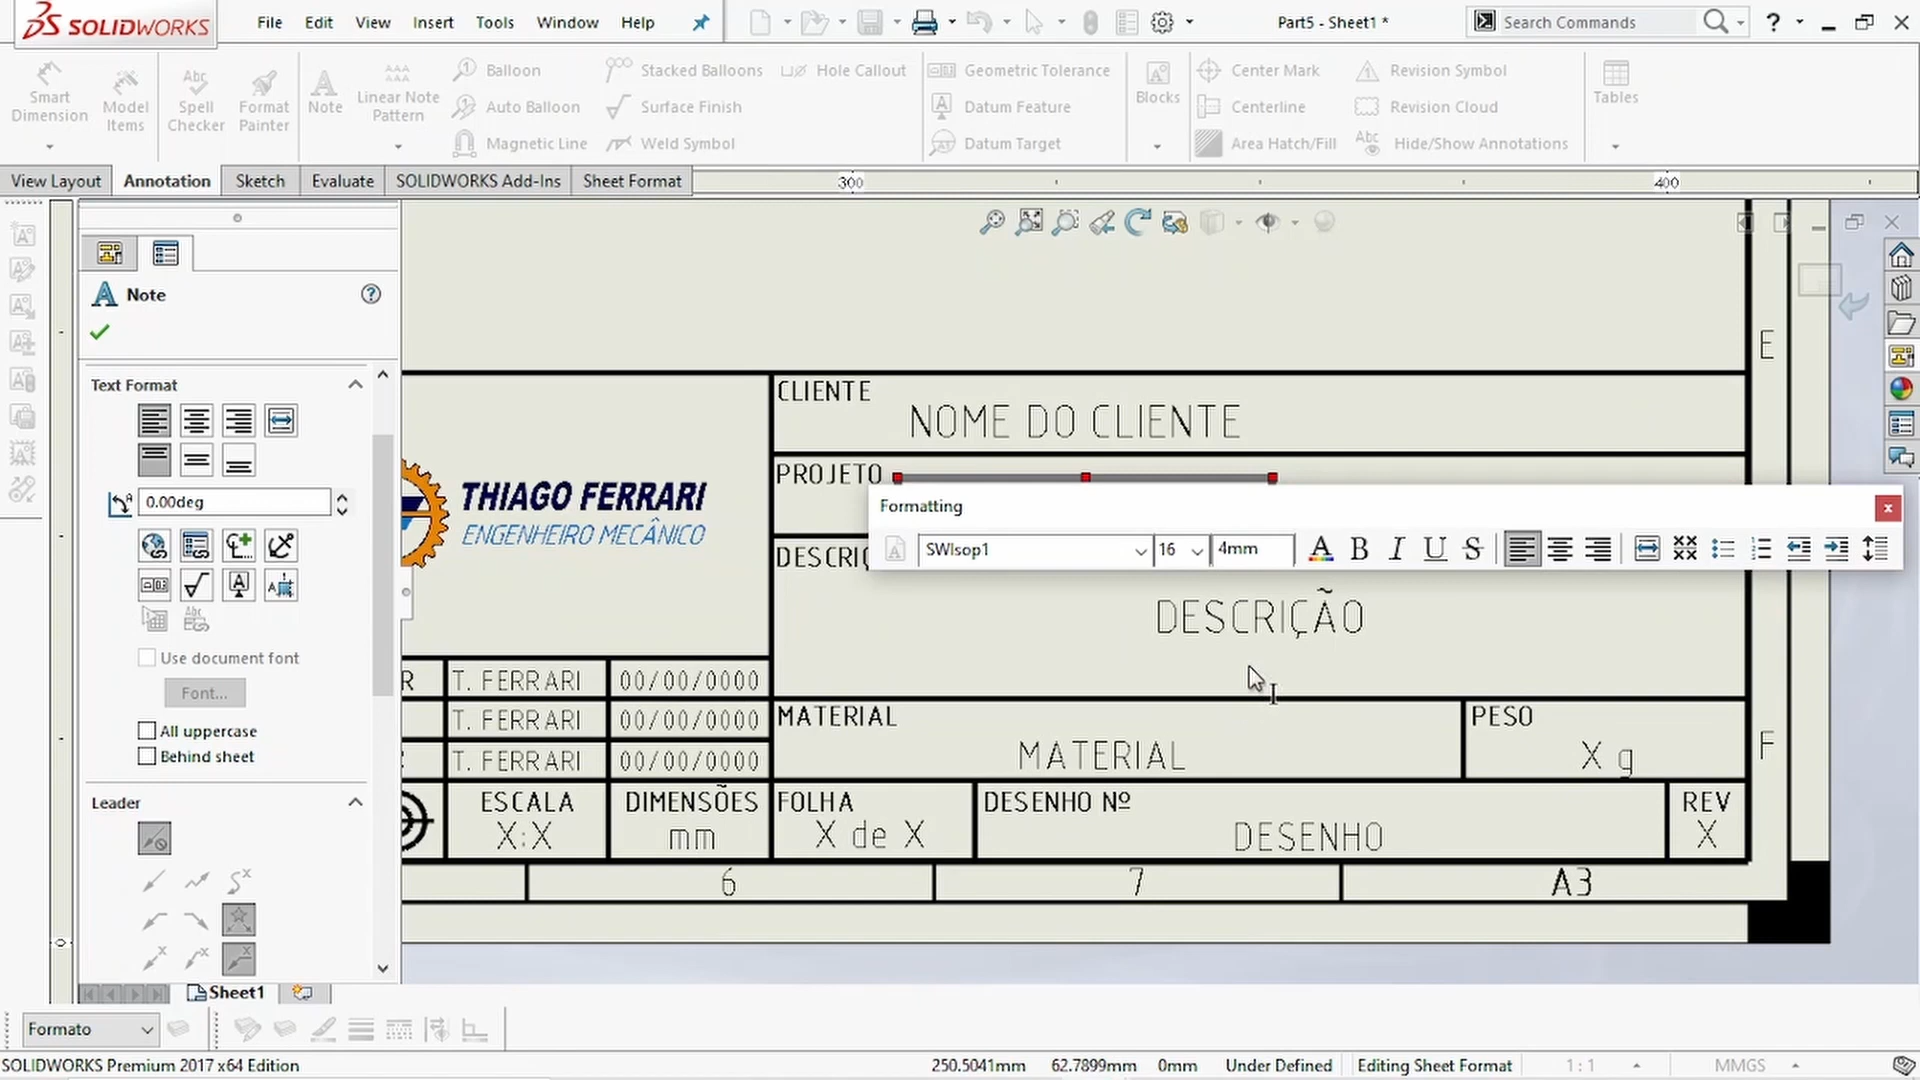 SOLIDWORKS File Edit View Insert Tools Window Help Part5 - Sheet1 * Search Commands ?
Smart Dimension
Model Items
Abc
Spell Checker
Format Painter
Note
Linear Note Pattern
Balloon
Auto Balloon
Magnetic Line
Stacked Balloons
Surface Finish
Weld Symbol
Hole Callout
Geometric Tolerance
Datum Feature
Datum Target
Blocks
Center Mark
Centerline
Area Hatch/Fill
Revision Symbol
Revision Cloud
Abc Hide/Show Annotations
Tables
View Layout Annotation Sketch Evaluate SOLIDWORKS Add-Ins Sheet Format 300 400
Note
Text Format
0.00deg
Use document font
Font...
All uppercase
Behind sheet
Leader
E
CLIENTE
NOME DO CLIENTE
PROJETO
THIAGO FERRARI
ENGENHEIRO MECÂNICO
Formatting
SWIsop1 16 4mm A B I U S
DESCRIÇ
DESCRIÇÃO
R T. FERRARI 00/00/0000
T. FERRARI 00/00/0000
T. FERRARI 00/00/0000
MATERIAL
MATERIAL
PESO
X g
F
ESCALA
X:X
DIMENSÕES
mm
FOLHA
X de X
DESENHO Nº
DESENHO
REV
X
6 7 A3
Sheet1
Formato
SOLIDWORKS Premium 2017 x64 Edition 250.5041mm 62.7899mm 0mm Under Defined Editing Sheet Format 1 : 1 MMGS